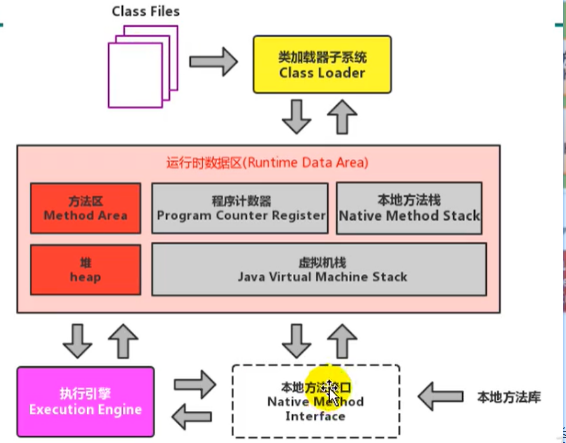 Class Files
类加载器子系统
Class Loader
运行时数据区(Runtime Data Area)
方法区
Method Area
程序计数器
Program Counter Register
本地方法栈
Native Method Stack
堆
heap
虚拟机栈
Java Virtual Machine Stack
执行引擎
Execution Engine
本地方法接口
Native Method
Interface
本地方法库